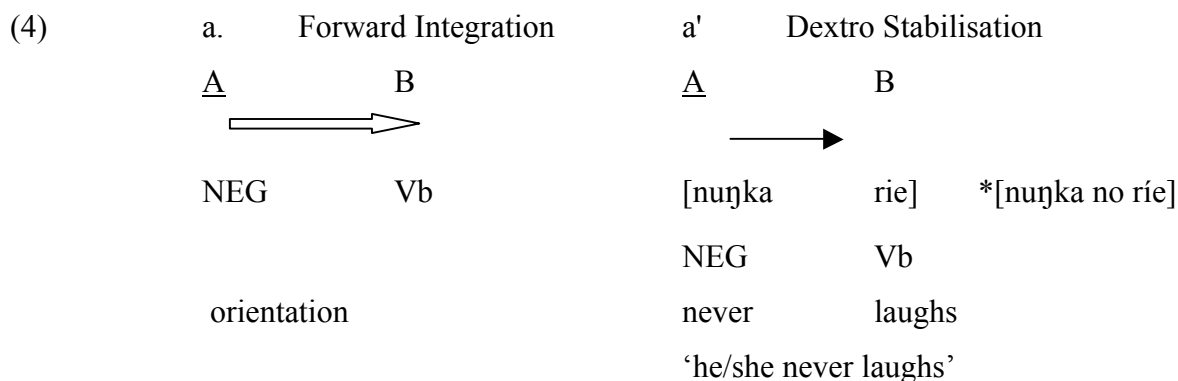 (4) a. Forward Integration a' Dextro Stabilisation
A B A B
NEG Vb [nuŋka rie] *[nuŋka no ríe]
NEG Vb
orientation never laughs
‘he/she never laughs’